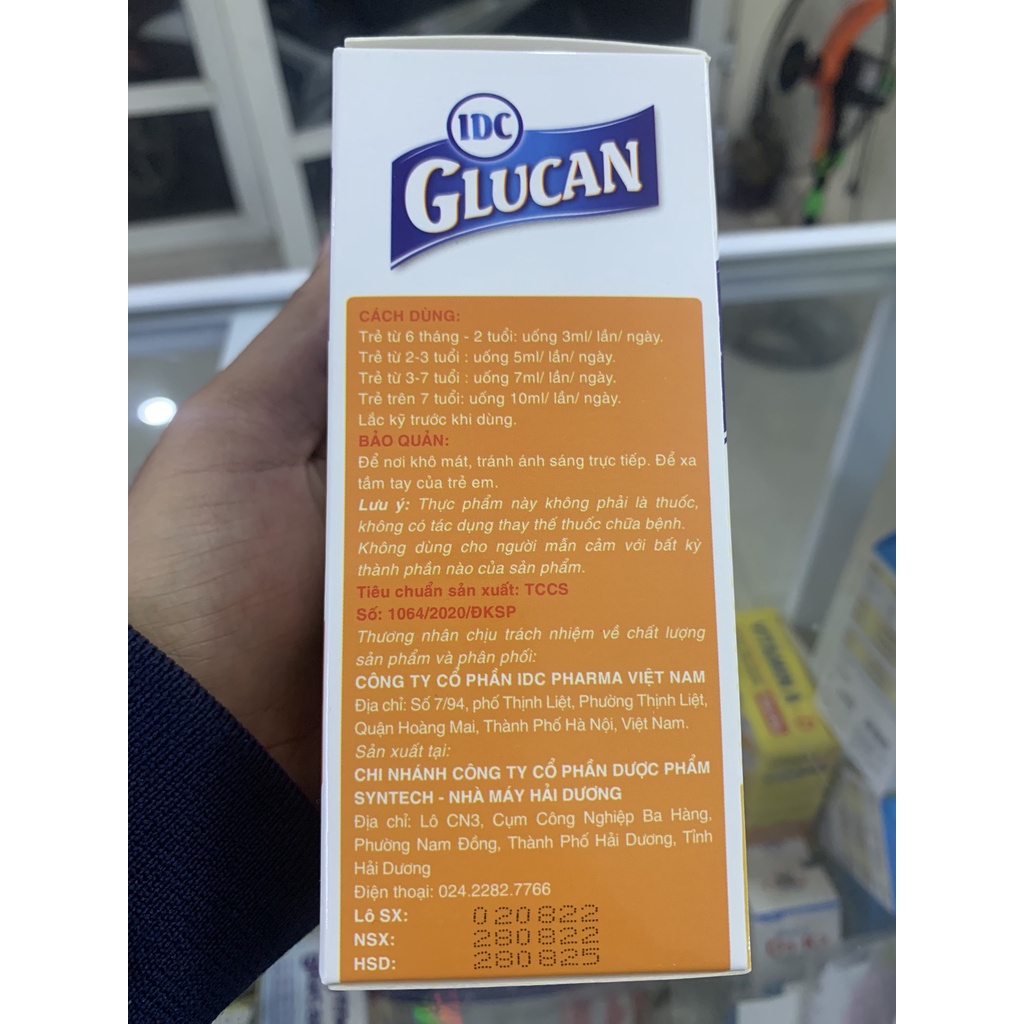 IDC
GLUCAN
CÁCH DÙNG:
Trẻ từ 6 tháng - 2 tuổi: uống 3ml/ lần/ ngày.
Trẻ từ 2-3 tuổi : uống 5ml/ lần/ ngày.
Trẻ từ 3-7 tuổi : uống 7ml/ lần/ ngày.
Trẻ trên 7 tuổi: uống 10ml/ lần/ ngày.
Lắc kỹ trước khi dùng.
BẢO QUẢN:
Để nơi khô mát, tránh ánh sáng trực tiếp. Để xa
tầm tay của trẻ em.
Lưu ý: Thực phẩm này không phải là thuốc,
không có tác dụng thay thế thuốc chữa bệnh.
Không dùng cho người mẫn cảm với bất kỳ
thành phần nào của sản phẩm.
Tiêu chuẩn sản xuất: TCCS
Số: 1064/2020/ĐKSP
Thương nhân chịu trách nhiệm về chất lượng
sản phẩm và phân phối:
CÔNG TY CỔ PHẦN IDC PHARMA VIỆT NAM
Địa chỉ: Số 7/94, phố Thịnh Liệt, Phường Thịnh Liệt,
Quận Hoàng Mai, Thành Phố Hà Nội, Việt Nam.
Sản xuất tại:
CHI NHÁNH CÔNG TY CỔ PHẦN DƯỢC PHẨM
SYNTECH - NHÀ MÁY HẢI DƯƠNG
Địa chỉ: Lô CN3, Cụm Công Nghiệp Ba Hàng,
Phường Nam Đồng, Thành Phố Hải Dương, Tỉnh
Hải Dương
Điện thoại: 024.2282.7766
Lô SX: 020822
NSX: 280822
HSD: 280825